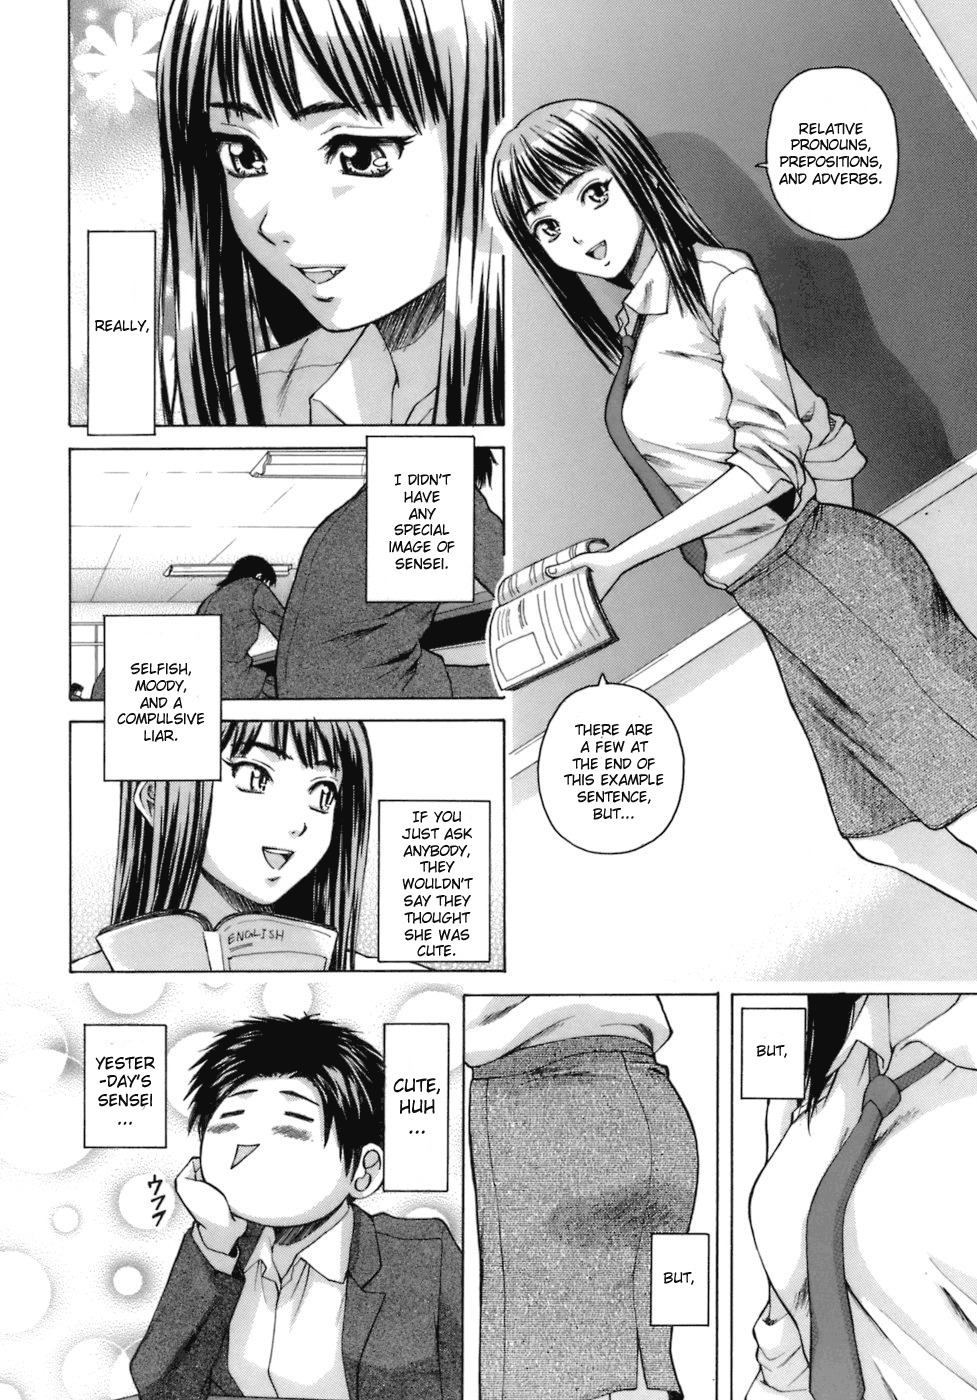 RELATIVE
PRONOUNS,
PREPOSITIONS,
AND ADVERBS.
REALLY,
I DIDN'T
HAVE
ANY
SPECIAL
IMAGE OF
SENSEI.
SELFISH,
MOODY,
AND A
COMPULSIVE
LIAR.
THERE ARE
A FEW AT
THE END OF
THIS EXAMPLE
SENTENCE,
BUT...
IF YOU
JUST ASK
ANYBODY,
THEY
WOULDN'T
SAY THEY
THOUGHT
SHE WAS
CUTE.
ENGLISH
BUT,
BUT,
CUTE,
HUH
...
YESTER
-DAY'S
SENSEI
...
ウフフ